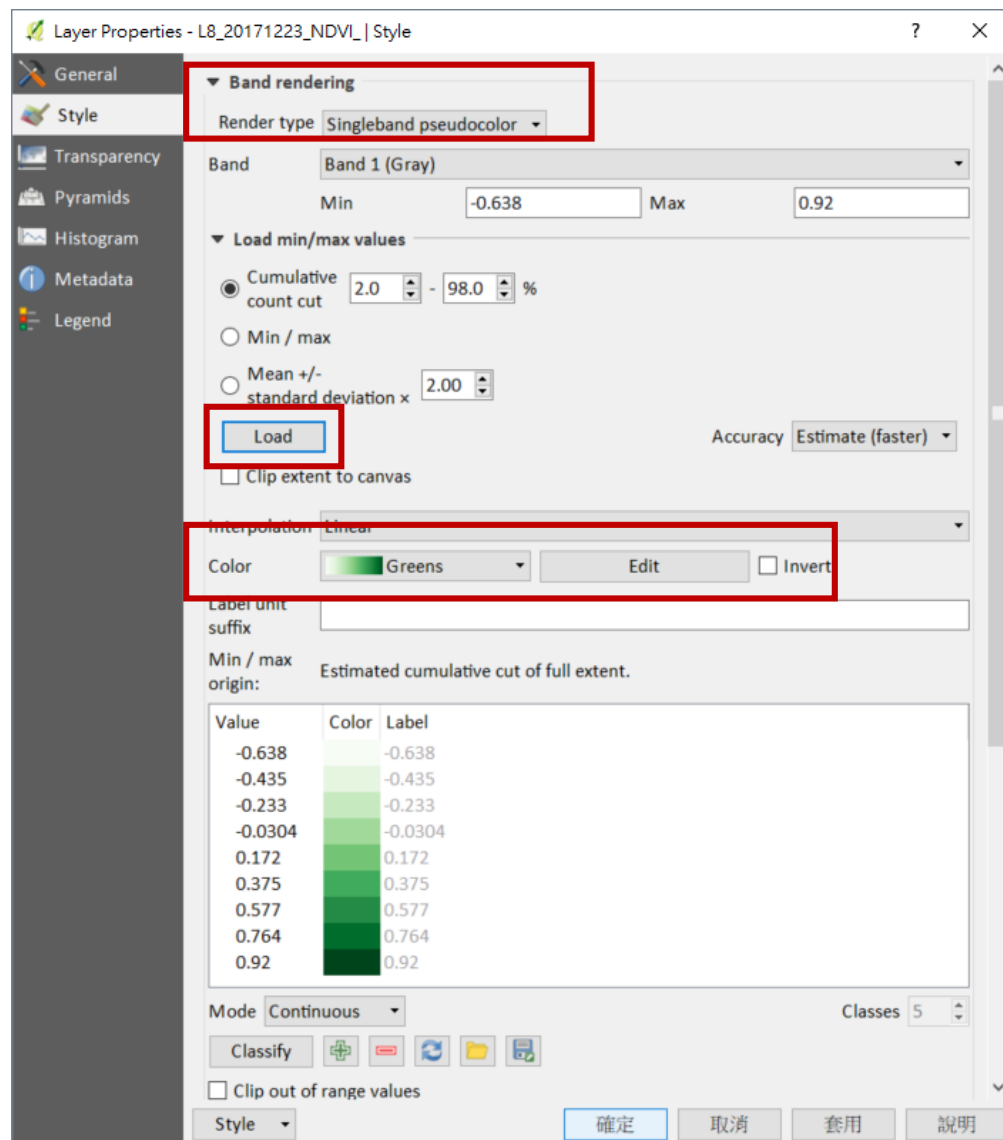 Layer Properties - L8_20171223_NDVI_ | Style
General
Style
Transparency
Pyramids
Histogram
Metadata
Legend
Band rendering
Render type Singleband pseudocolor
Band Band 1 (Gray)
Min -0.638 Max 0.92
Load min/max values
Cumulative
count cut 2.0 - 98.0 %
Min / max
Mean +/-
standard deviation × 2.00
Load Accuracy Estimate (faster)
Clip extent to canvas
Interpolation Linear
Color Greens Edit Invert
Label unit
suffix
Min / max
origin: Estimated cumulative cut of full extent.
Value Color Label
-0.638 -0.638
-0.435 -0.435
-0.233 -0.233
-0.0304 -0.0304
0.172 0.172
0.375 0.375
0.577 0.577
0.764 0.764
0.92 0.92
Mode Continuous Classes 5
Classify
Clip out of range values
Style 確定 取消 套用 說明